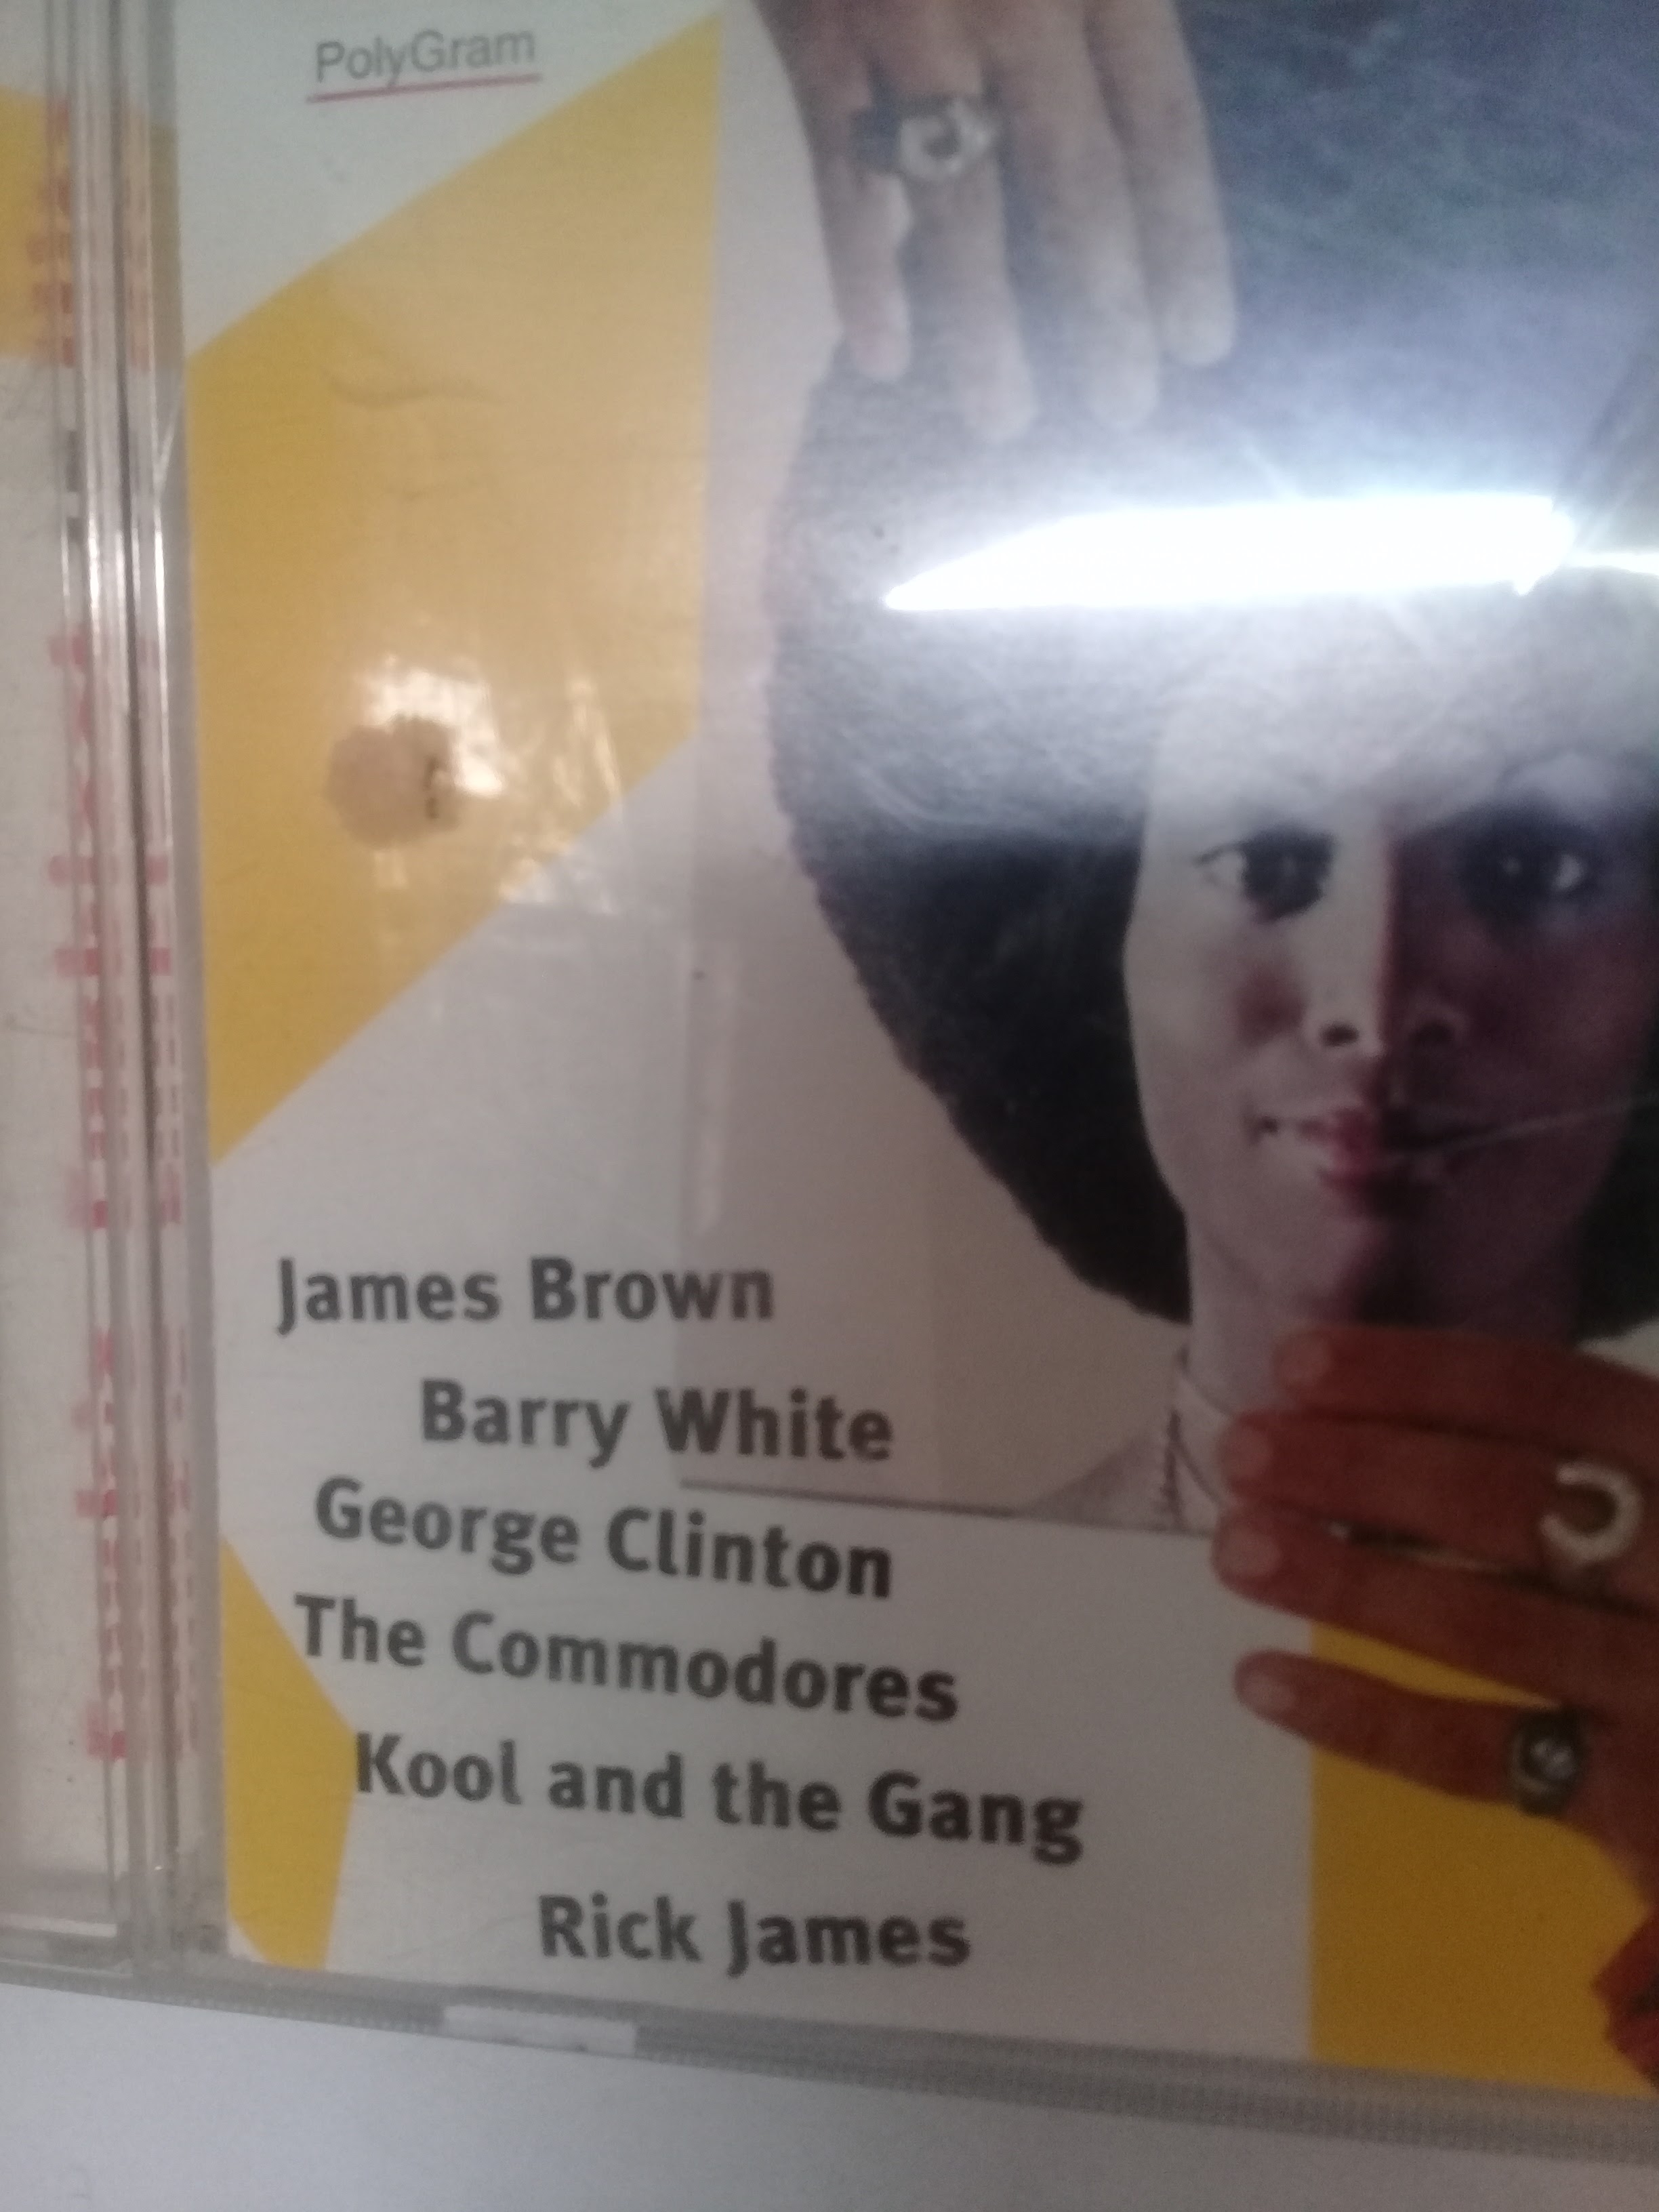 PolyGram
James Brown
Barry White
George Clinton
The Commodores
Kool and the Gang
Rick James